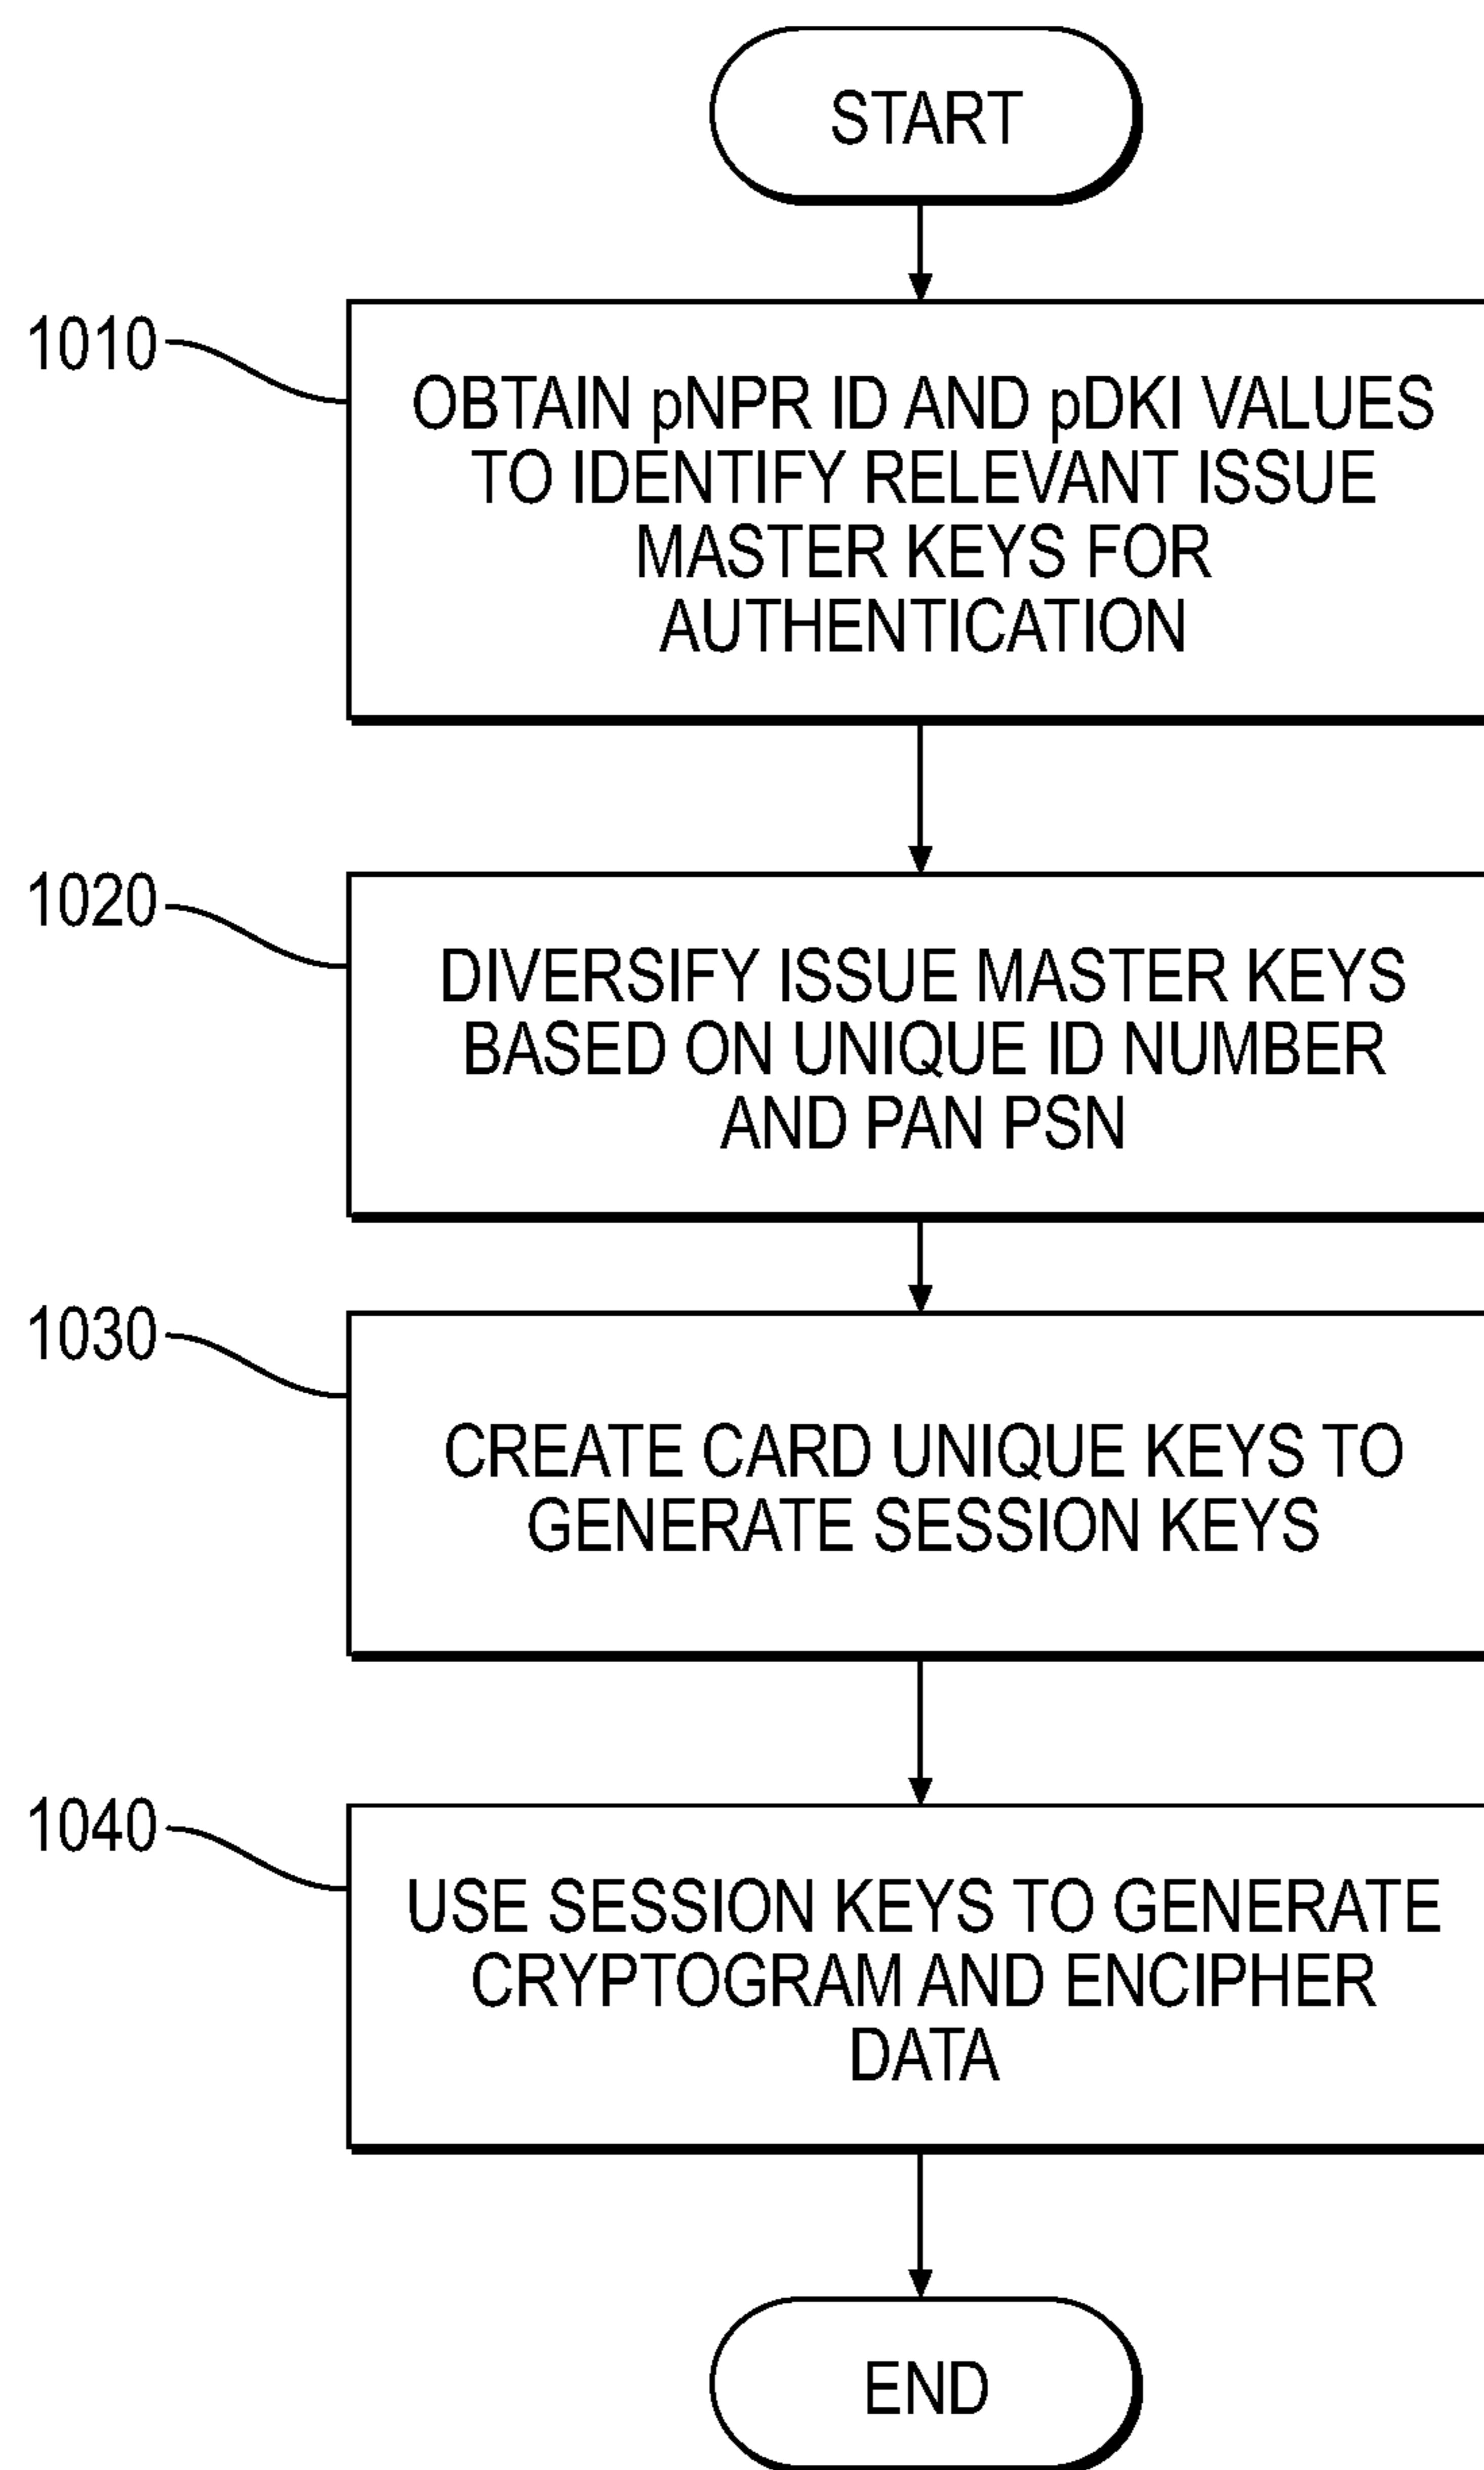 START
1010
OBTAIN pNPR ID AND pDKI VALUES
TO IDENTIFY RELEVANT ISSUE
MASTER KEYS FOR
AUTHENTICATION
1020
DIVERSIFY ISSUE MASTER KEYS
BASED ON UNIQUE ID NUMBER
AND PAN PSN
1030
CREATE CARD UNIQUE KEYS TO
GENERATE SESSION KEYS
1040
USE SESSION KEYS TO GENERATE
CRYPTOGRAM AND ENCIPHER
DATA
END